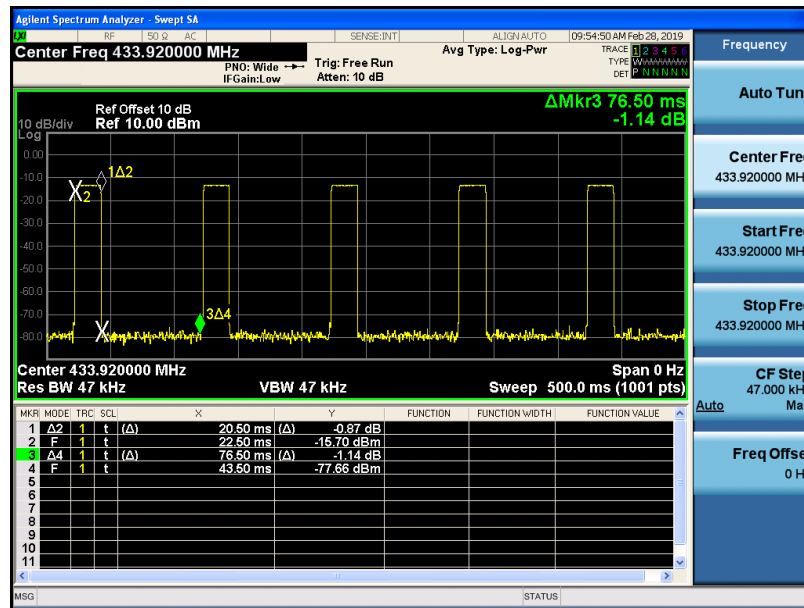 Agilent Spectrum Analyzer - Swept SA
LXI RF 50 Ω AC SENSE:INT ALIGN AUTO 09:54:50 AM Feb 28, 2019
Center Freq 433.920000 MHz Avg Type: Log-Pwr TRACE 1 2 3 4 5 6
PNO: Wide Trig: Free Run TYPE W
IFGain:Low Atten: 10 dB DET P N N N N N
Frequency
Ref Offset 10 dB ΔMkr3 76.50 ms
10 dB/div Ref 10.00 dBm -1.14 dB
Log
0.00
-10.0
-20.0
-30.0
-40.0
-50.0
-60.0
-70.0
-80.0
1Δ2
2
3Δ4
Center 433.920000 MHz Span 0 Hz
Res BW 47 kHz VBW 47 kHz Sweep 500.0 ms (1001 pts)
MKR MODE TRC SCL X Y FUNCTION FUNCTION WIDTH FUNCTION VALUE
1 Δ2 1 t (Δ) 20.50 ms (Δ) -0.87 dB
2 F 1 t 22.50 ms -15.70 dBm
3 Δ4 1 t (Δ) 76.50 ms (Δ) -1.14 dB
4 F 1 t 43.50 ms -77.66 dBm
5
6
7
8
9
10
11
MSG STATUS
Auto Tun
Center Fre
433.920000 MH
Start Fre
433.920000 MH
Stop Fre
433.920000 MH
CF Step
47.000 kH
Auto Ma
Freq Offse
0 H